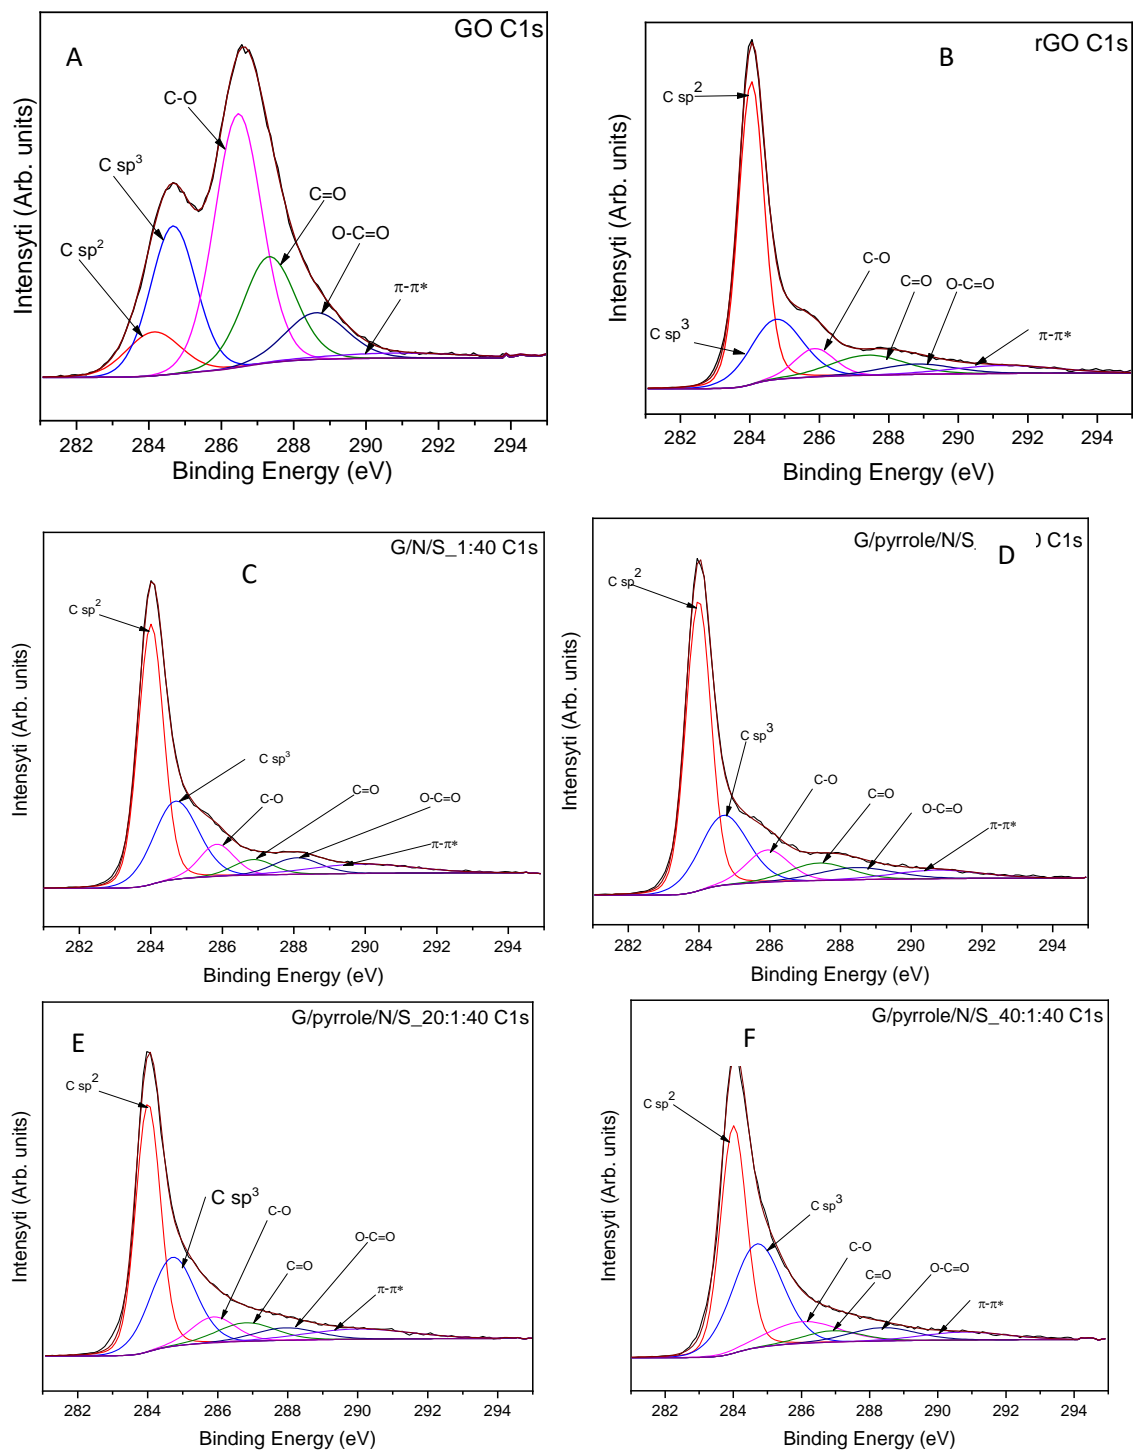 GO C1s
A
C-O
C sp³
C sp²
C=O
O-C=O
π-π*
Intensyti (Arb. units)
282 284 286 288 290 292 294
Binding Energy (eV)
rGO C1s
B
C sp²
C sp³
C-O
C=O
O-C=O
π-π*
Intensyti (Arb. units)
282 284 286 288 290 292 294
Binding Energy (eV)
G/N/S_1:40 C1s
C
C sp²
C sp³
C-O
C=O
O-C=O
π-π*
Intensyti (Arb. units)
282 284 286 288 290 292 294
Binding Energy (eV)
G/pyrrole/N/S_ 0 C1s
D
C sp²
C sp³
C-O
C=O
O-C=O
π-π*
Intensyti (Arb. units)
282 284 286 288 290 292 294
Binding Energy (eV)
G/pyrrole/N/S_20:1:40 C1s
E
C sp²
C sp³
C-O
C=O
O-C=O
π-π*
Intensyti (Arb. units)
282 284 286 288 290 292 294
Binding Energy (eV)
G/pyrrole/N/S_40:1:40 C1s
F
C sp²
C sp³
C-O
C=O
O-C=O
π-π*
Intensyti (Arb. units)
282 284 286 288 290 292 294
Binding Energy (eV)